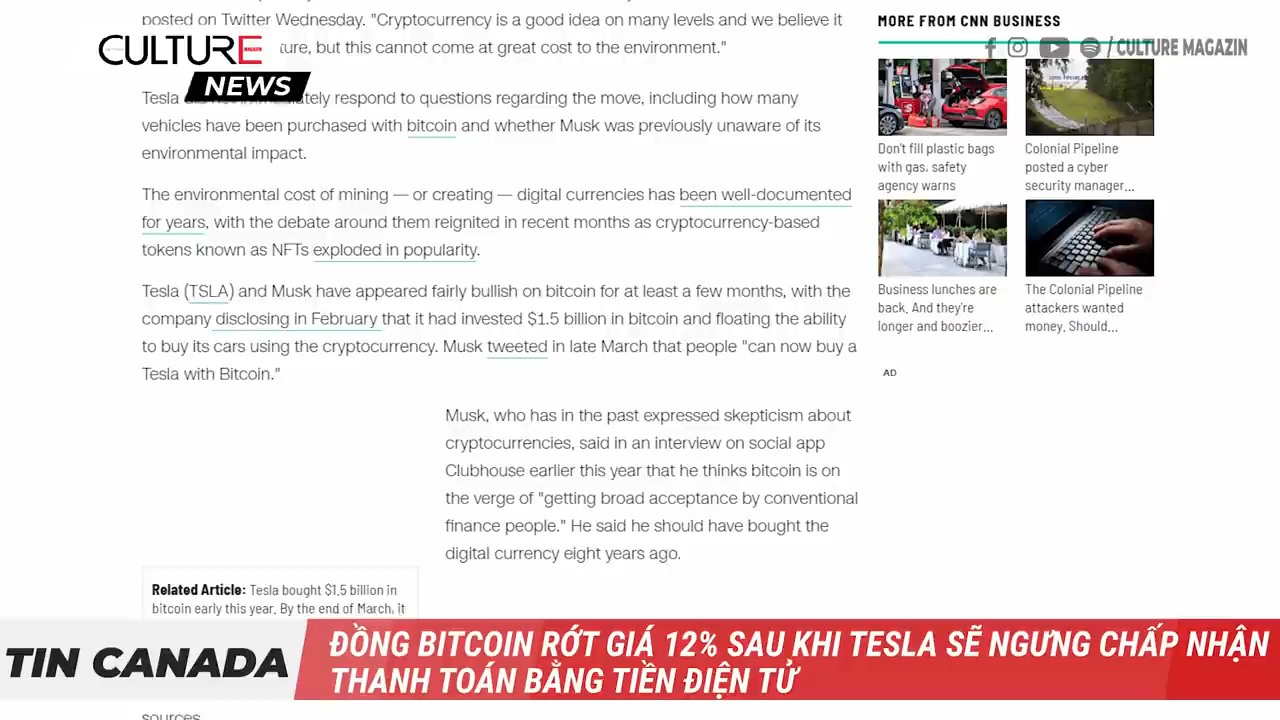 posted on Twitter Wednesday. "Cryptocurrency is a good idea on many levels and we believe it
ture, but this cannot come at great cost to the environment."
CULTURE
NEWS
Tesla did not immediately respond to questions regarding the move, including how many
vehicles have been purchased with bitcoin and whether Musk was previously unaware of its
environmental impact.
The environmental cost of mining — or creating — digital currencies has been well-documented
for years, with the debate around them reignited in recent months as cryptocurrency-based
tokens known as NFTs exploded in popularity.
Tesla (TSLA) and Musk have appeared fairly bullish on bitcoin for at least a few months, with the
company disclosing in February that it had invested $1.5 billion in bitcoin and floating the ability
to buy its cars using the cryptocurrency. Musk tweeted in late March that people "can now buy a
Tesla with Bitcoin."
Musk, who has in the past expressed skepticism about
cryptocurrencies, said in an interview on social app
Clubhouse earlier this year that he thinks bitcoin is on
the verge of "getting broad acceptance by conventional
finance people." He said he should have bought the
digital currency eight years ago.
Related Article: Tesla bought $1.5 billion in
bitcoin early this year. By the end of March, it
MORE FROM CNN BUSINESS
/ CULTURE MAGAZIN
Don't fill plastic bags
with gas, safety
agency warns
Colonial Pipeline
posted a cyber
security manager...
Business lunches are
back. And they're
longer and boozier...
The Colonial Pipeline
attackers wanted
money. Should...
AD
TIN CANADA
ĐỒNG BITCOIN RỚT GIÁ 12% SAU KHI TESLA SẼ NGƯNG CHẤP NHẬN
THANH TOÁN BẰNG TIỀN ĐIỆN TỬ
sources